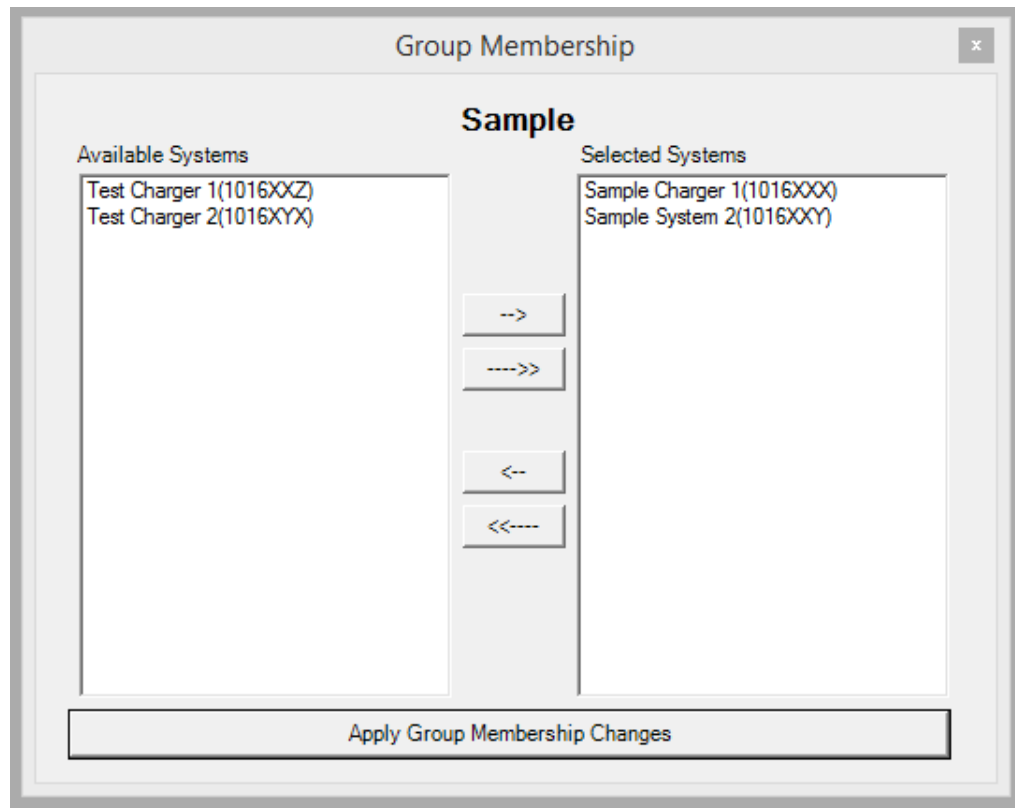 Group Membership
x
Sample
Available Systems
Selected Systems
Test Charger 1(1016XXZ)
Test Charger 2(1016XYX)
Sample Charger 1(1016XXX)
Sample System 2(1016XXY)
-->
---->>
<--
<<----
Apply Group Membership Changes